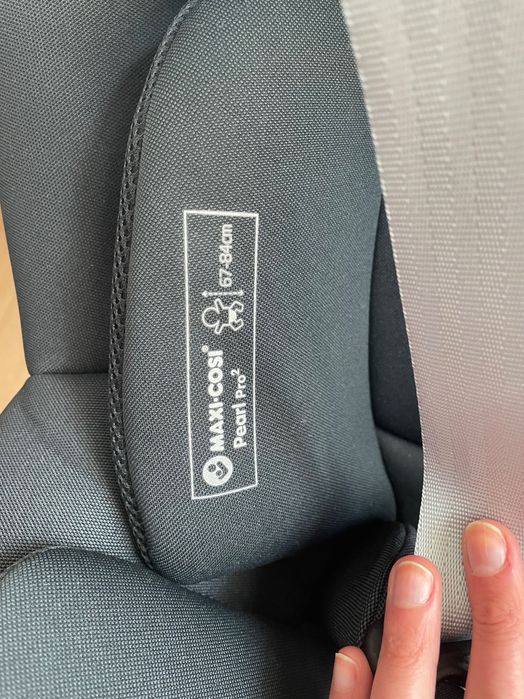 MAXI-COSI®
Pearl Pro²
67-84cm